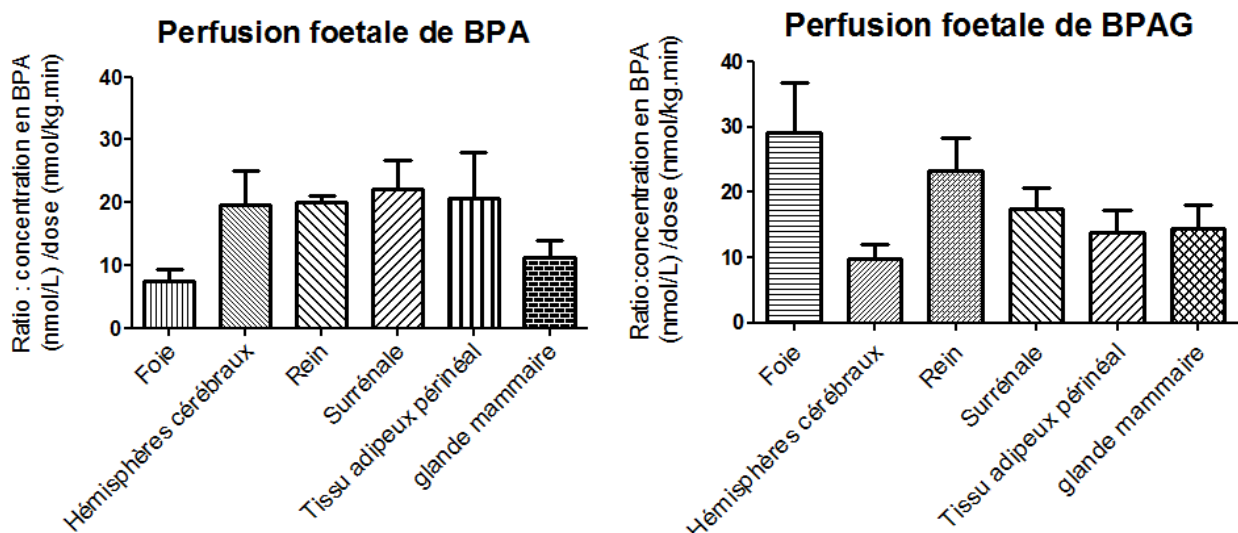 Perfusion foetale de BPA
Ratio : concentration en BPA
(nmol/L) /dose (nmol/kg.min)
40
30
20
10
0
Foie
Hémisphères cérébraux
Rein
Surrénale
Tissu adipeux périnéal
glande mammaire
Perfusion foetale de BPAG
Ratio:concentration en BPA
(nmol/L) /dose (nmol/kg.min)
40
30
20
10
0
Foie
Hémisphères cérébraux
Rein
Surrénale
Tissu adipeux périnéal
glande mammaire